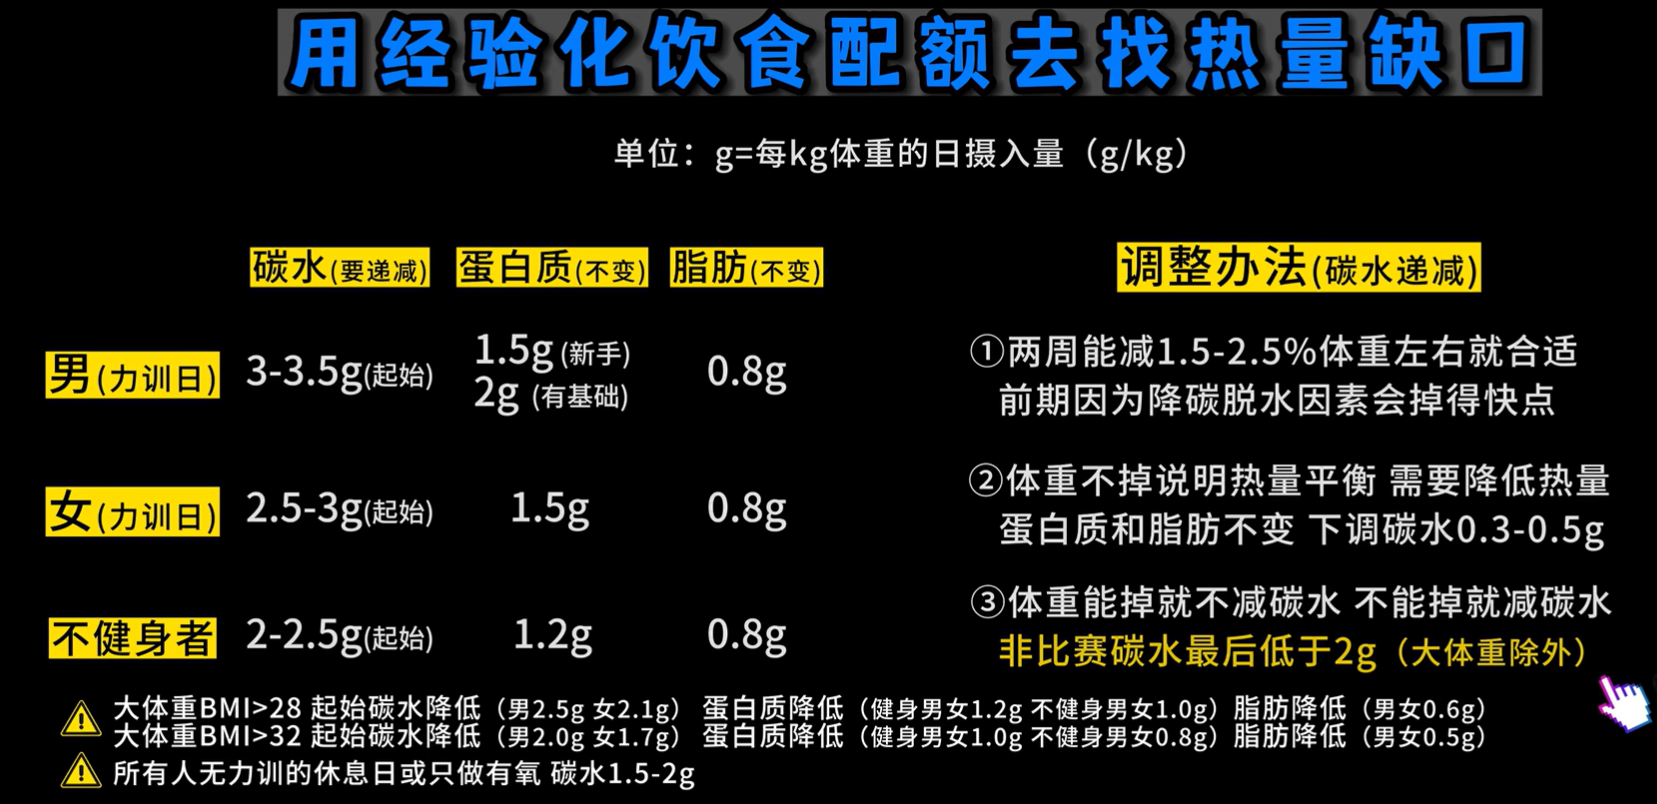 用经验化饮食配额去找热量缺口
单位：g=每kg体重的日摄入量（g/kg）
碳水(要递减) 蛋白质(不变) 脂肪(不变)
男(力训日) 3-3.5g(起始) 1.5g(新手) 0.8g
2g (有基础)
女(力训日) 2.5-3g(起始) 1.5g 0.8g
不健身者 2-2.5g(起始) 1.2g 0.8g
调整办法(碳水递减)
①两周能减1.5-2.5%体重左右就合适
前期因为降碳脱水因素会掉得快点
②体重不掉说明热量平衡 需要降低热量
蛋白质和脂肪不变 下调碳水0.3-0.5g
③体重能掉就不减碳水 不能掉就减碳水
非比赛碳水最后低于2g（大体重除外）
大体重BMI>28 起始碳水降低（男2.5g 女2.1g） 蛋白质降低（健身男女1.2g 不健身男女1.0g）脂肪降低（男女0.6g）
大体重BMI>32 起始碳水降低（男2.0g 女1.7g） 蛋白质降低（健身男女1.0g 不健身男女0.8g）脂肪降低（男女0.5g）
所有人无力训的休息日或只做有氧 碳水1.5-2g